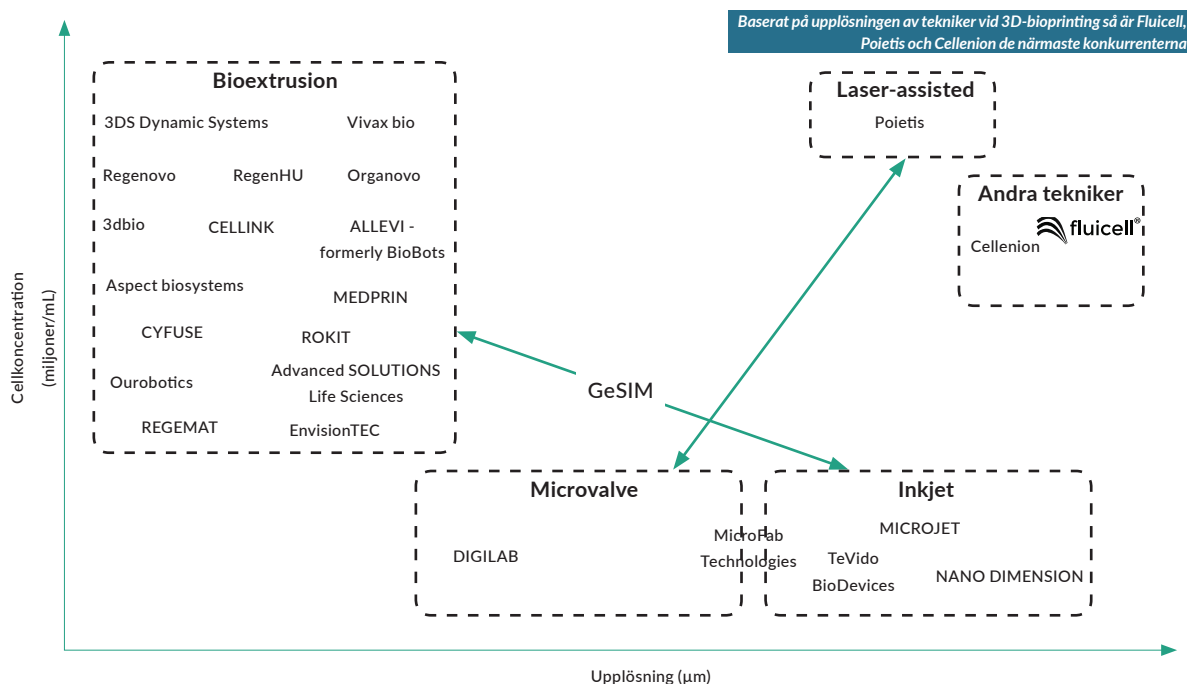 Baserat på upplösningen av tekniker vid 3D-bioprinting så är Fluicell,
Poietis och Cellenion de närmaste konkurrenterna
Bioextrusion
3DS Dynamic Systems
Vivax bio
Regenovo
RegenHU
Organovo
3dbio
CELLINK
ALLEVI -
formerly BioBots
Aspect biosystems
MEDPRIN
CYFUSE
ROKIT
Ourobotics
Advanced SOLUTIONS
Life Sciences
REGEMAT
EnvisionTEC
Laser-assisted
Poietis
Andra tekniker
fluicell®
Cellenion
GeSIM
Microvalve
DIGILAB
MicroFab
Technologies
Inkjet
MICROJET
TeVido
BioDevices
NANO DIMENSION
Cellkoncentration
(miljoner/mL)
Upplösning (µm)